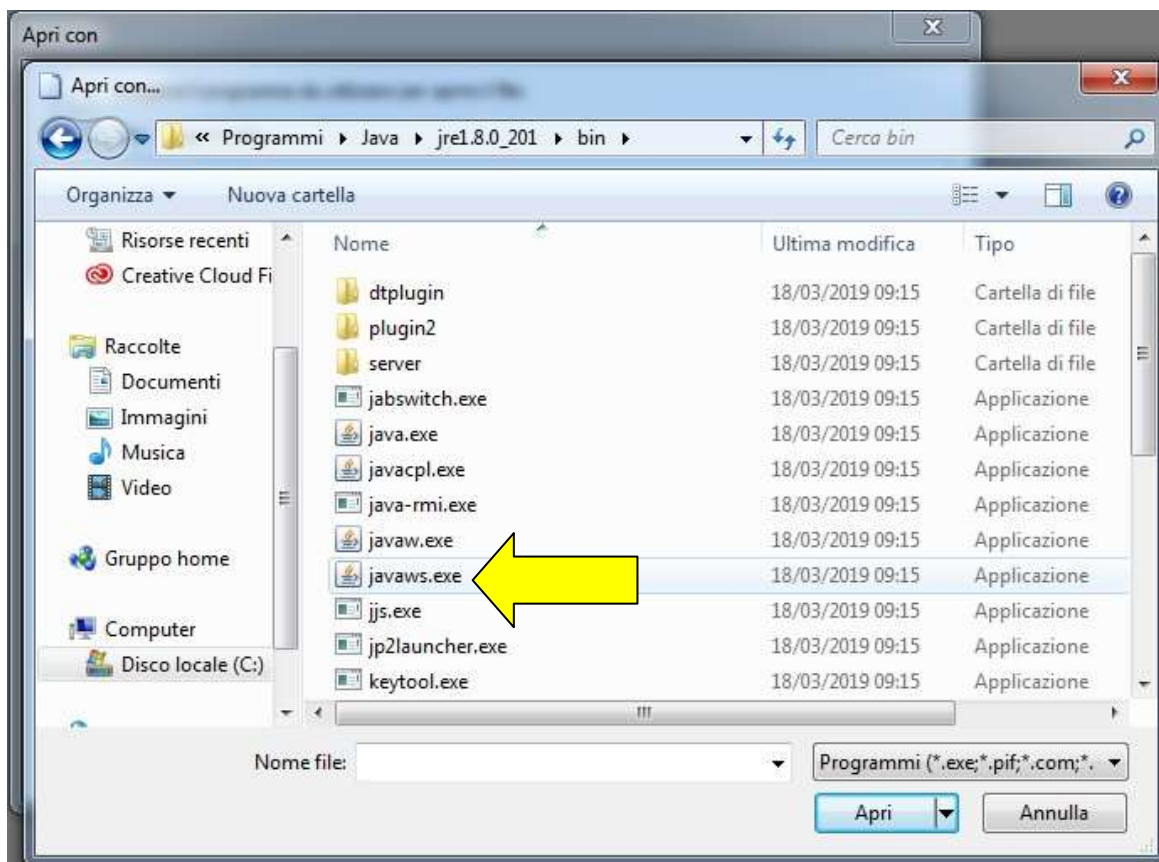 Apri con
Apri con...
« Programmi ▸ Java ▸ jre1.8.0_201 ▸ bin ▸
Cerca bin
Organizza Nuova cartella
Risorse recenti
Creative Cloud Fi
Raccolte
Documenti
Immagini
Musica
Video
Gruppo home
Computer
Disco locale (C:)
Nome Ultima modifica Tipo
dtplugin 18/03/2019 09:15 Cartella di file
plugin2 18/03/2019 09:15 Cartella di file
server 18/03/2019 09:15 Cartella di file
jabswitch.exe 18/03/2019 09:15 Applicazione
java.exe 18/03/2019 09:15 Applicazione
javacpl.exe 18/03/2019 09:15 Applicazione
java-rmi.exe 18/03/2019 09:15 Applicazione
javaw.exe 18/03/2019 09:15 Applicazione
javaws.exe 18/03/2019 09:15 Applicazione
jjs.exe 18/03/2019 09:15 Applicazione
jp2launcher.exe 18/03/2019 09:15 Applicazione
keytool.exe 18/03/2019 09:15 Applicazione
Nome file:
Programmi (*.exe;*.pif;*.com;*.
Apri Annulla